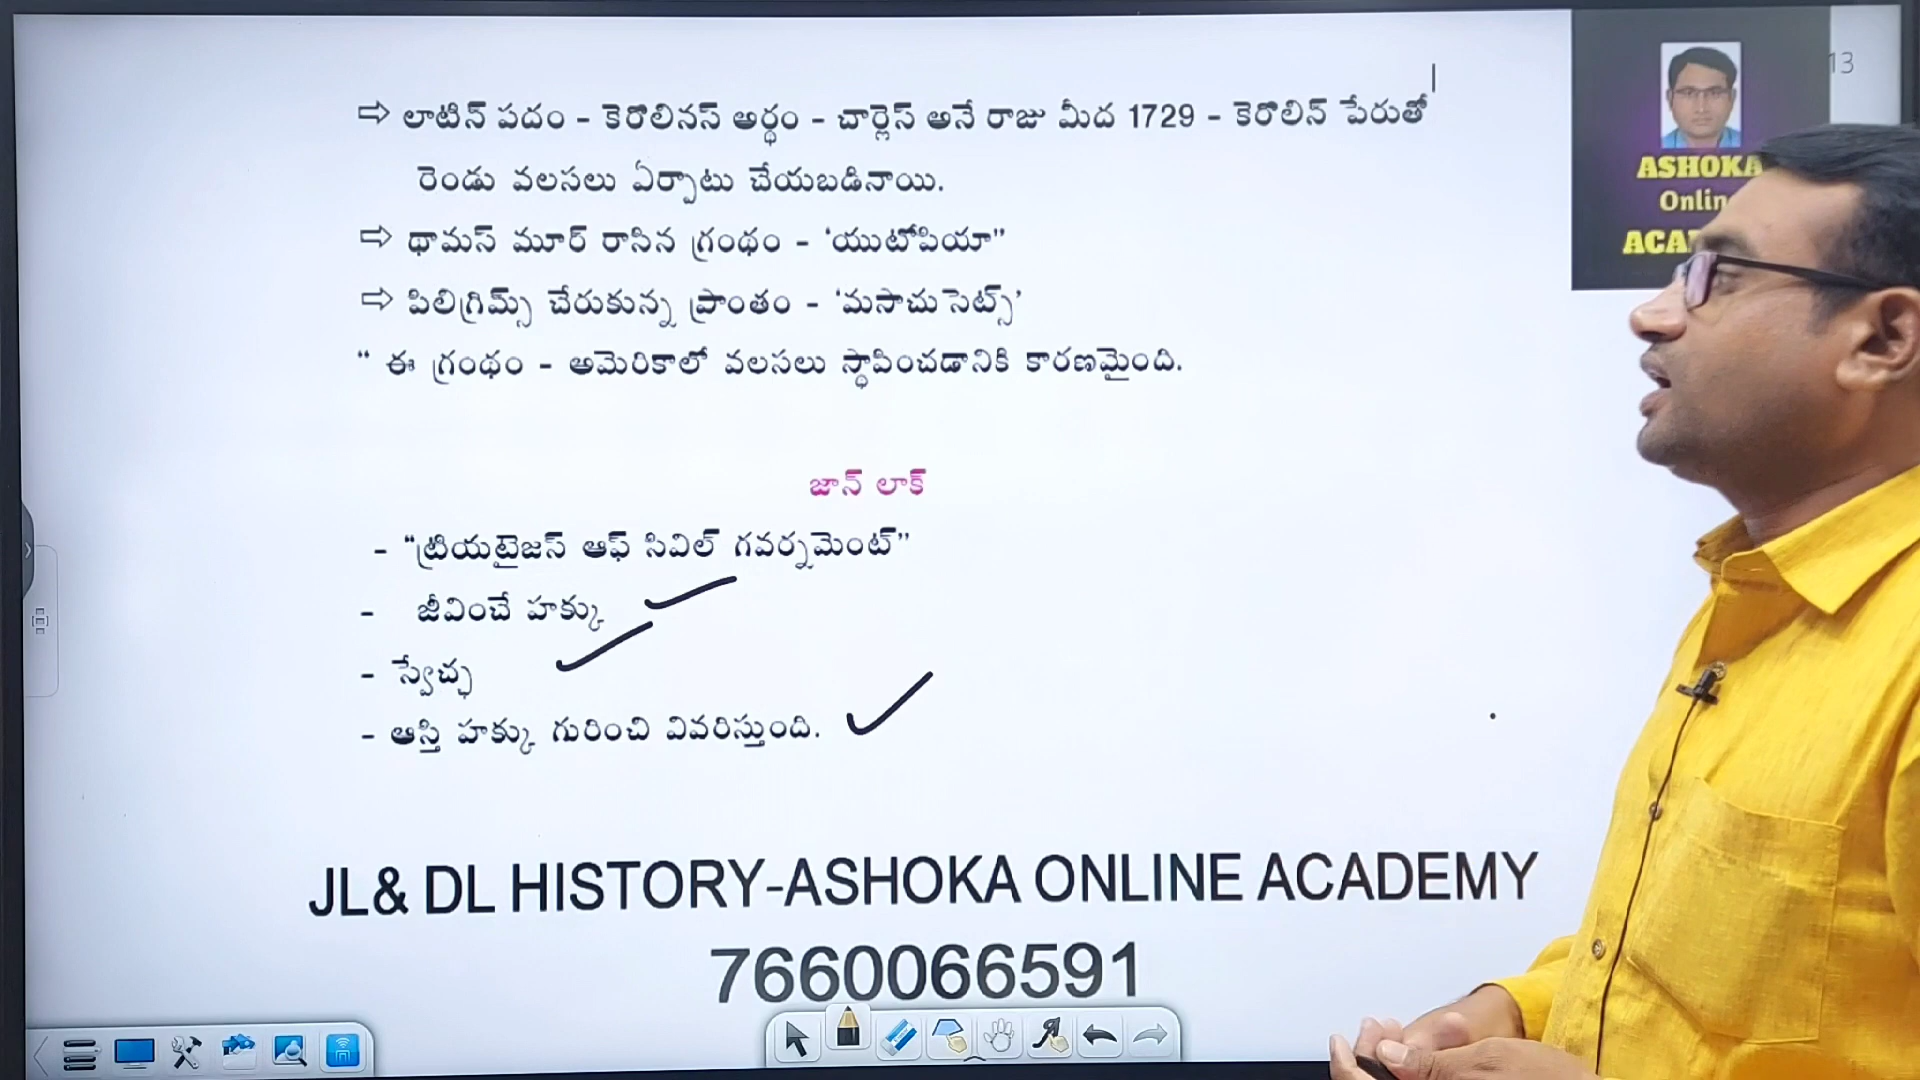 ⇨ లాటిన్ పదం - కెరొలినస్ అర్థం - చార్లెస్ అనే రాజు మీద 1729 - కెరొలిన్ పేరుతో
రెండు వలసలు ఏర్పాటు చేయబడినాయి.
⇨ థామస్ మూర్ రాసిన గ్రంథం - ‘యుటోపియా”
⇨ పిలిగ్రిమ్స్ చేరుకున్న ప్రాంతం - ‘మసాచుసెట్స్’
“ ఈ గ్రంథం - అమెరికాలో వలసలు స్థాపించడానికి కారణమైంది.
జాన్ లాక్
- “ట్రియటైజస్ ఆఫ్ సివిల్ గవర్నమెంట్”
- జీవించే హక్కు
- స్వేచ్ఛ
- ఆస్తి హక్కు గురించి వివరిస్తుంది.
JL& DL HISTORY-ASHOKA ONLINE ACADEMY
7660066591
13
ASHOKA
Onlin
ACA